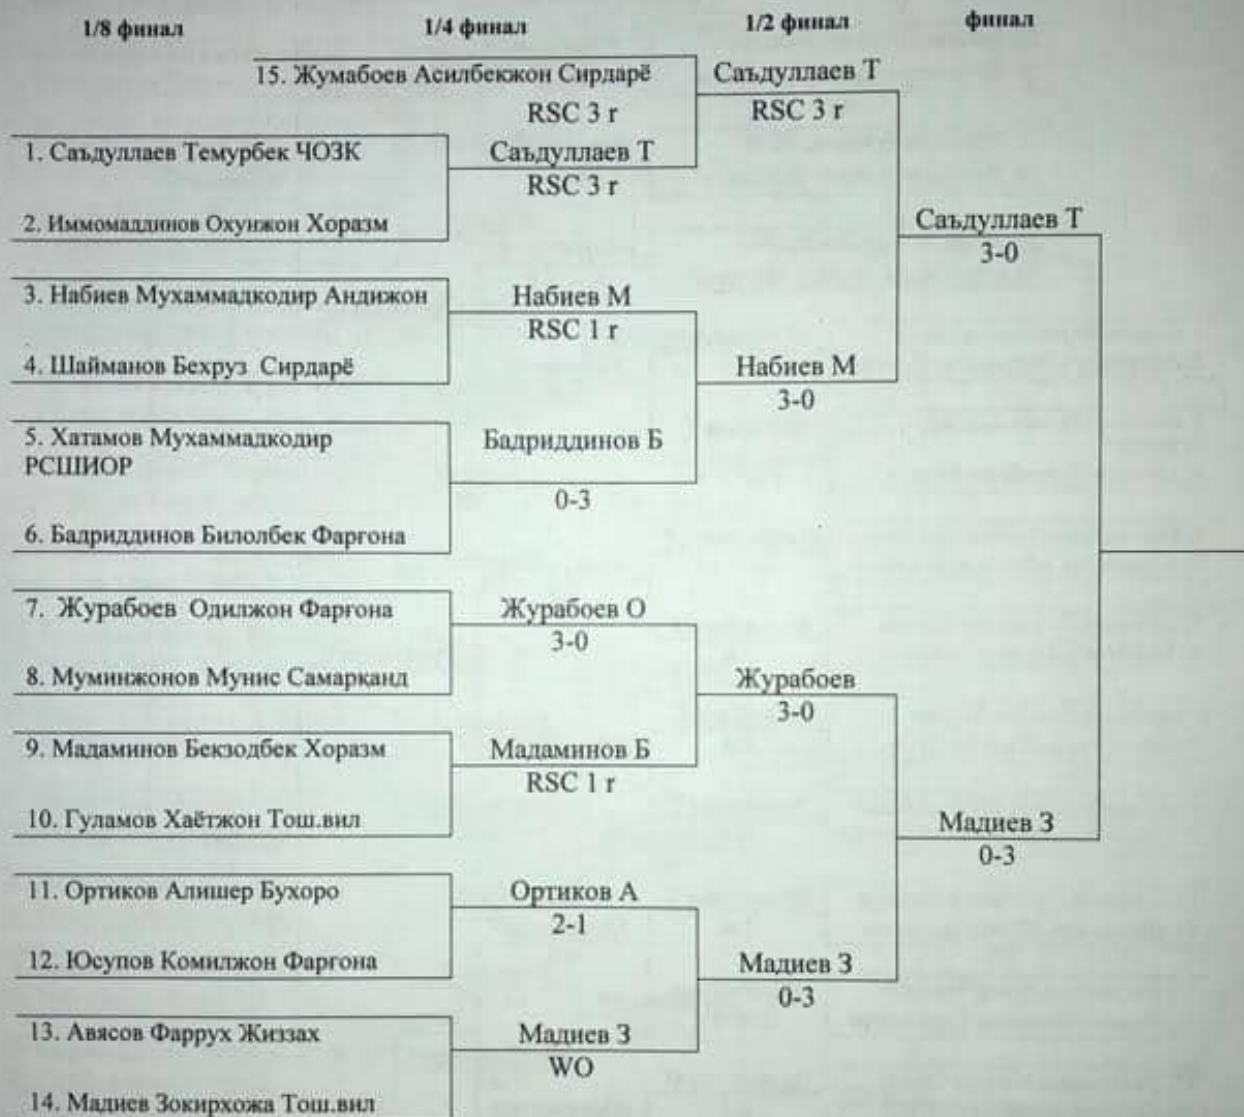 1/8 финал 1/4 финал 1/2 финал финал
15. Жумабоев Асилбекжон Сирдарё
Саъдуллаев Т
RSC 3 r
RSC 3 r
1. Саъдуллаев Темурбек ЧОЗК
Саъдуллаев Т
RSC 3 r
2. Иммомаддинов Охунжон Хоразм
Саъдуллаев Т
3-0
3. Набиев Мухаммадкодир Андижон
Набиев М
RSC 1 r
4. Шайманов Бехруз Сирдарё
Набиев М
3-0
5. Хатамов Мухаммадкодир
РСШИОР
Бадриддинов Б
0-3
6. Бадриддинов Билолбек Фаргона
7. Журабоев Одилжон Фаргона
Журабоев О
3-0
8. Муминжонов Мунис Самарқанд
Журабоев
3-0
9. Мадаминов Бекзодбек Хоразм
Мадаминов Б
RSC 1 r
10. Гуламов Хаётжон Тош.вил
Мадиев З
0-3
11. Ортиков Алишер Бухоро
Ортиков А
2-1
12. Юсупов Комилжон Фаргона
Мадиев З
0-3
13. Авясов Фаррух Жиззах
Мадиев З
WO
14. Мадиев Зокирхожа Тош.вил